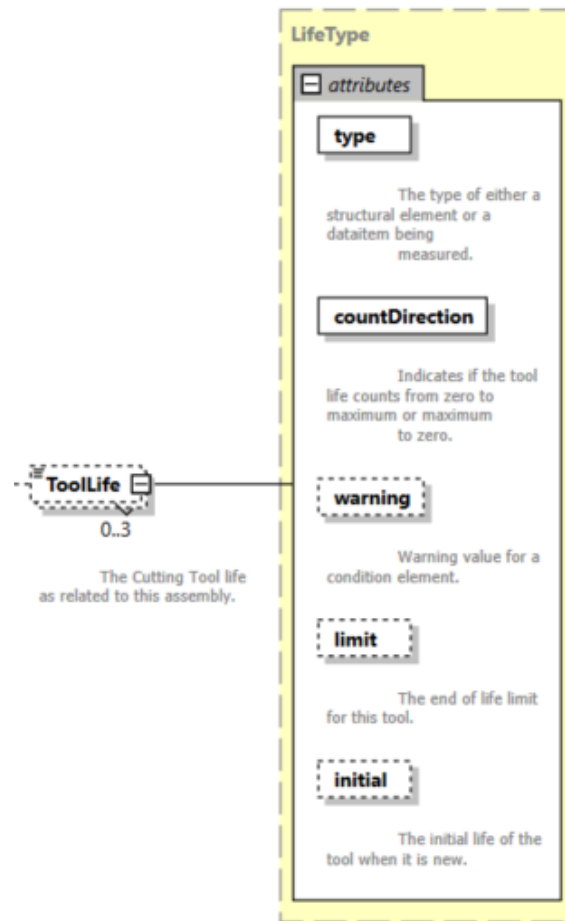 LifeType
attributes
type
The type of either a
structural element or a
dataitem being
measured.
countDirection
Indicates if the tool
life counts from zero to
maximum or maximum
to zero.
ToolLife
0..3
The Cutting Tool life
as related to this assembly.
warning
Warning value for a
condition element.
limit
The end of life limit
for this tool.
initial
The initial life of the
tool when it is new.